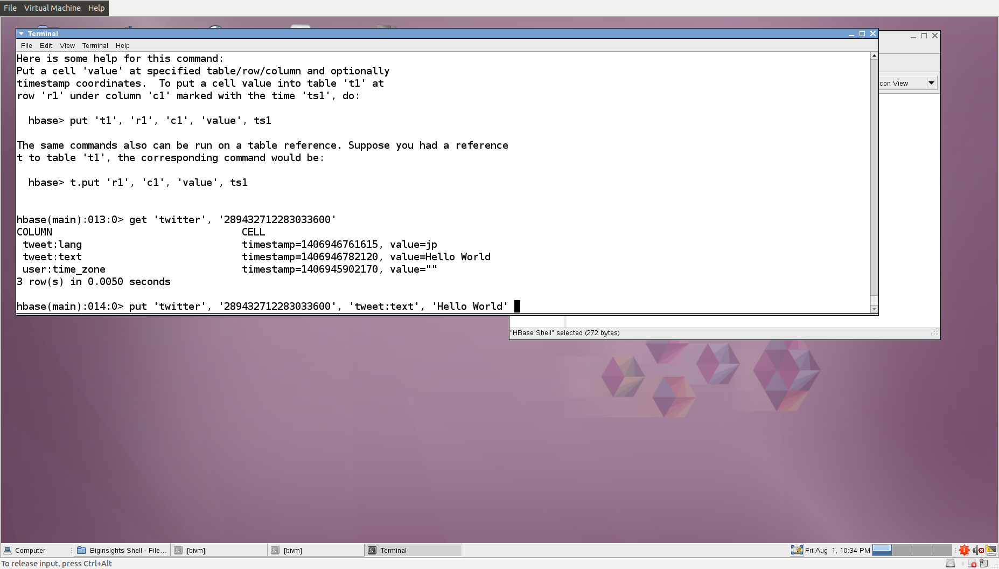 File Virtual Machine Help
Terminal
File Edit View Terminal Help
Here is some help for this command:
Put a cell 'value' at specified table/row/column and optionally
timestamp coordinates.  To put a cell value into table 't1' at
row 'r1' under column 'c1' marked with the time 'ts1', do:
hbase> put 't1', 'r1', 'c1', 'value', ts1
The same commands also can be run on a table reference. Suppose you had a reference
t to table 't1', the corresponding command would be:
hbase> t.put 'r1', 'c1', 'value', ts1
hbase(main):013:0> get 'twitter', '289432712283033600'
COLUMN CELL
tweet:lang timestamp=1406946761615, value=jp
tweet:text timestamp=1406946782120, value=Hello World
user:time_zone timestamp=1406945902170, value=""
3 row(s) in 0.0050 seconds
hbase(main):014:0> put 'twitter', '289432712283033600', 'tweet:text', 'Hello World'
con View
"HBase Shell" selected (272 bytes)
Computer BigInsights Shell - File... [bivm] [bivm] Terminal Fri Aug 1, 10:34 PM
To release input, press Ctrl+Alt